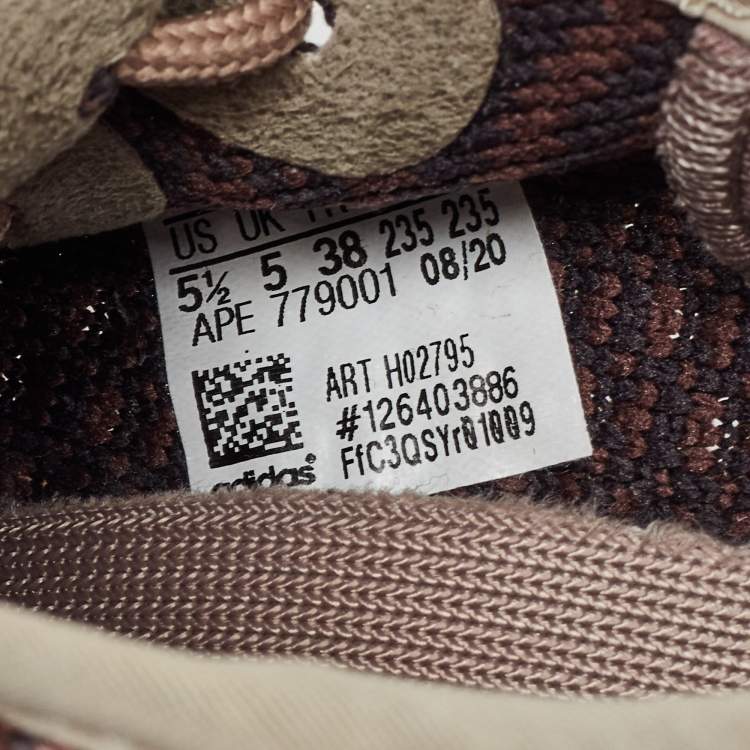 US UK
5½ 5 38 235 235
APE 779001 08/20
ART H02795
#126403886
adidas